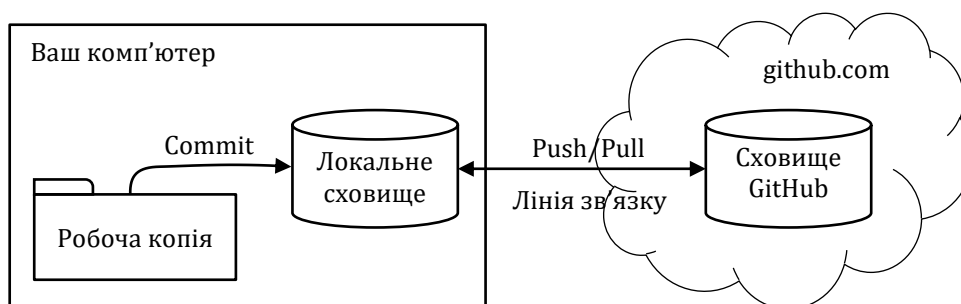 Ваш комп’ютер
github.com
Commit
Локальне
сховище
Push/Pull
Сховище
GitHub
Лінія зв’язку
Робоча копія